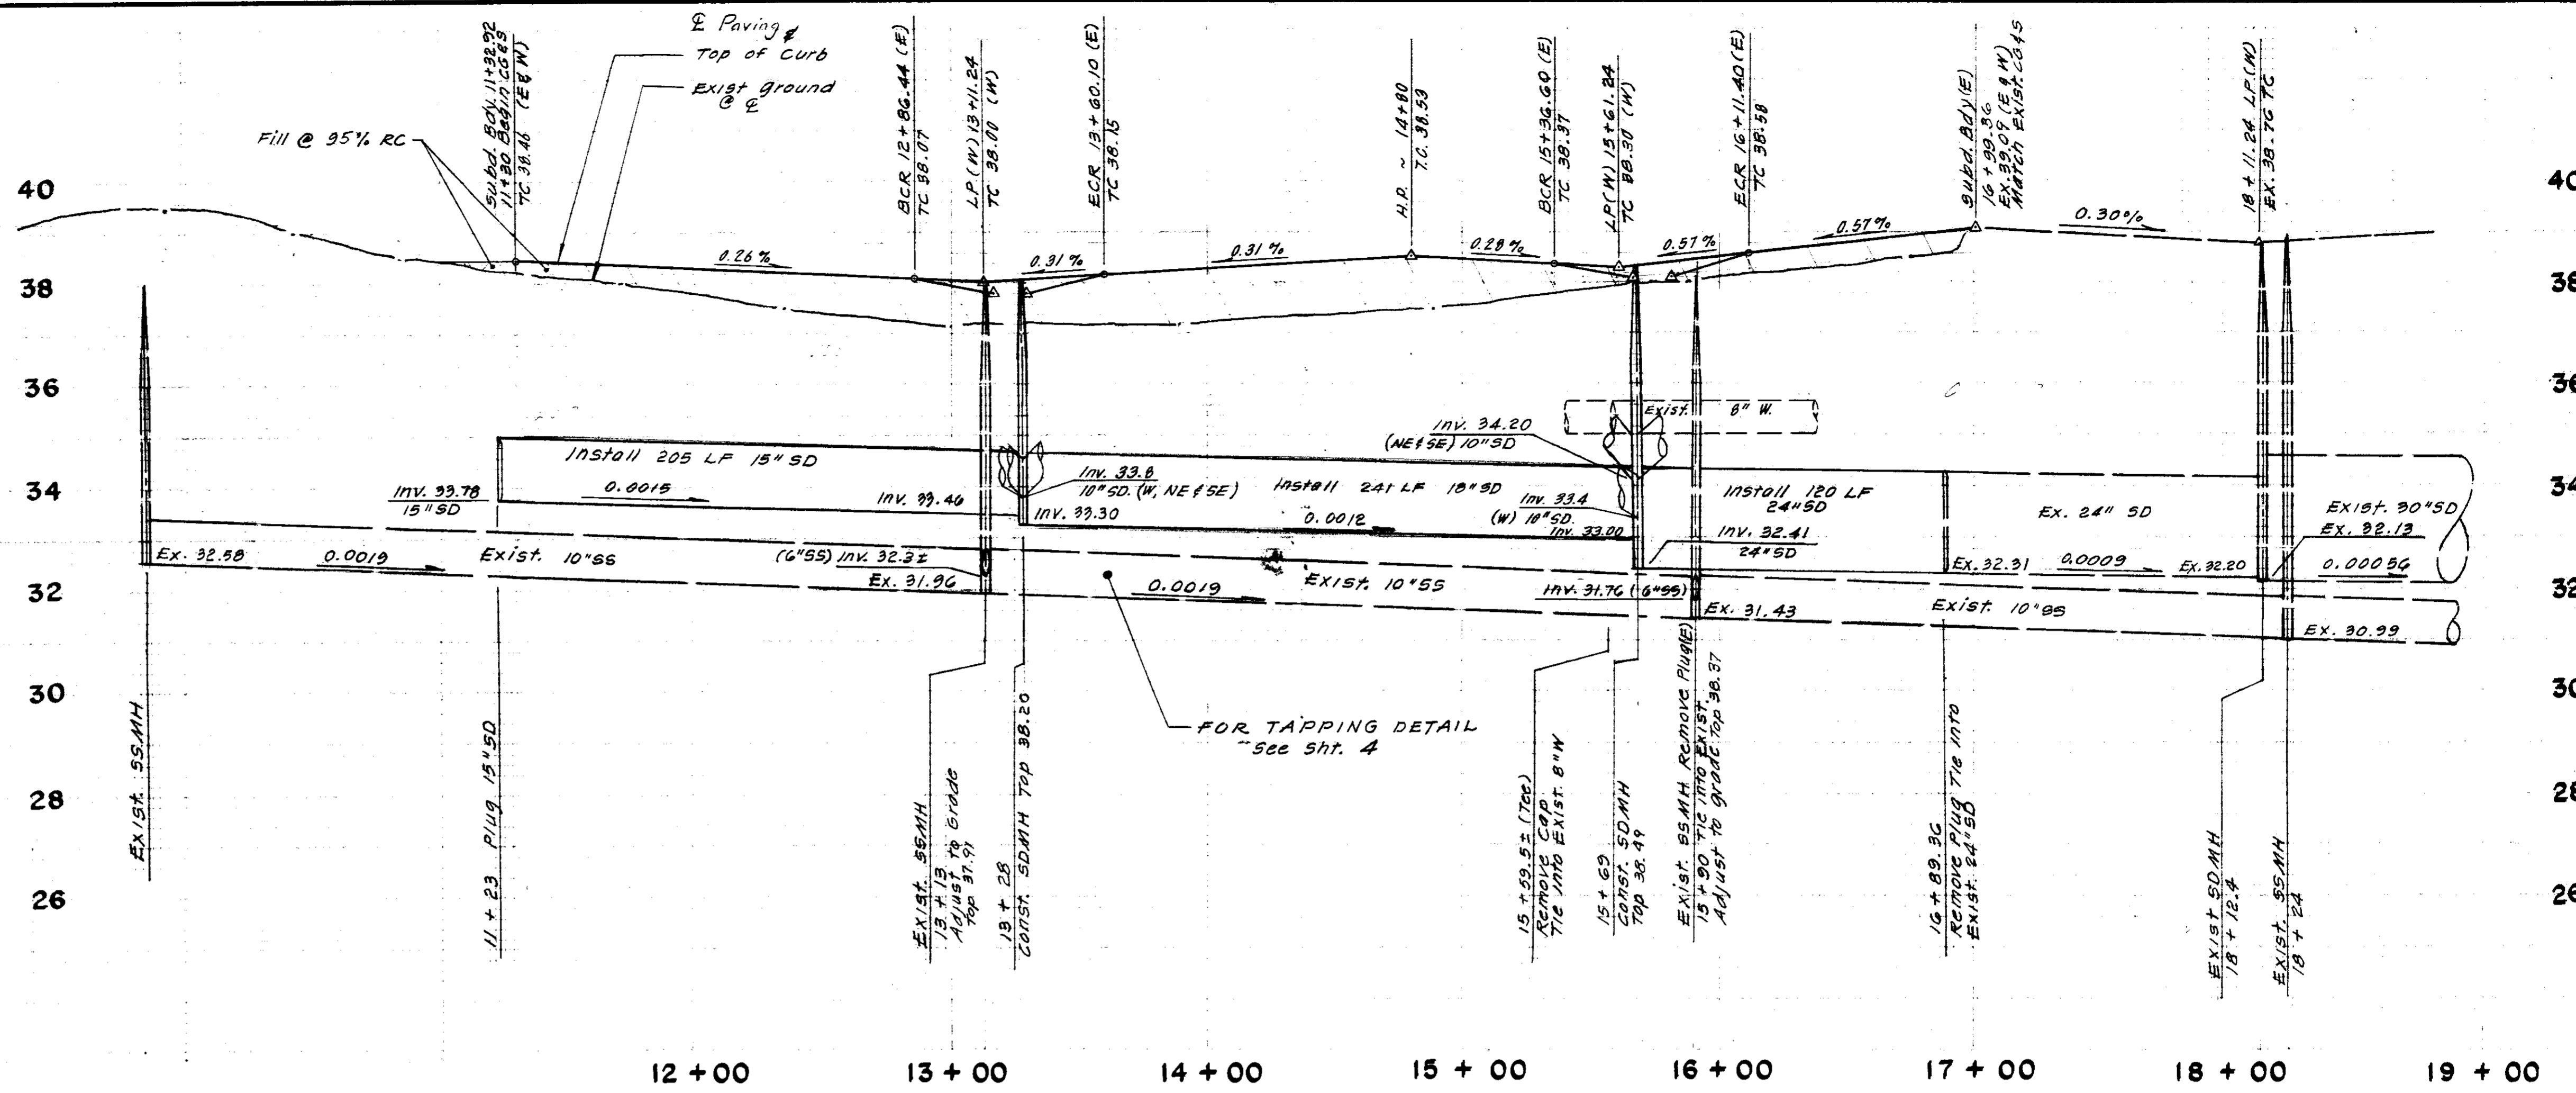 ℄ Paving &
Top of Curb
Exist ground
@ ℄
Fill @ 95% RC
Subd. Bdy. 11+32.92
11+30 Begin CG&S
TC 38.46 (E & W)
BCR 12+86.44 (E)
TC 38.07
LP.(W) 13+11.24
TC 38.00 (W)
ECR 13+60.10 (E)
TC 38.15
H.P. ~ 14+80
T.C. 38.53
BCR 15+36.60 (E)
TC 38.37
LP(W) 15+61.24
TC 38.30 (W)
ECR 16+11.40 (E)
TC 38.58
Subd. Bdy (E)
16+99.36
EX. 39.09 (E & W)
Match Exist. CG&S
18+11.24 LP(W)
EX. 38.76 T.C.
40
40
38
38
36
36
34
34
32
32
30
30
28
28
26
26
0.26%
0.31%
0.31%
0.28%
0.57%
0.57%
0.30%
Install 205 LF 15"SD
0.0015
Inv. 33.78
15"SD
Inv. 33.46
Inv. 33.8
10"SD. (W, NE & SE)
Inv. 33.30
Install 241 LF 18"SD
0.0012
Inv. 34.20
(NE & SE) 10"SD
Inv. 33.4
(W) 10"SD.
Inv. 33.00
Exist. 8" W.
Install 120 LF
24"SD
Inv. 32.41
24"SD
Ex. 24" SD
Ex. 32.31
0.0009
Ex. 32.20
Exist. 30"SD
Ex. 32.13
0.00056
Ex. 32.58
0.0019
Exist. 10"SS
(6"SS) Inv. 32.3±
Ex. 31.96
0.0019
Exist. 10"SS
Inv. 31.76 (6"SS)
Ex. 31.43
Exist. 10"SS
Ex. 30.99
FOR TAPPING DETAIL
See Sht. 4
Exist. SSMH
11 + 23 Plug 15"SD
Exist. SSMH
13 + 13
Adjust to Grade
Top 37.91
13 + 28
Const. SDMH Top 38.20
15+59.5± (Tee)
Remove Cap
Tie into Exist. 8"W
15 + 69
Const. SDMH
Top 38.49
Exist. SSMH Remove Plug(E)
15+90 Tie into Exist.
Adjust to grade Top 38.37
16+89.36
Remove Plug Tie into
Exist. 24"SD
Exist SDMH
18 + 12.4
Exist. SSMH
18 + 24
12 + 00
13 + 00
14 + 00
15 + 00
16 + 00
17 + 00
18 + 00
19 + 00